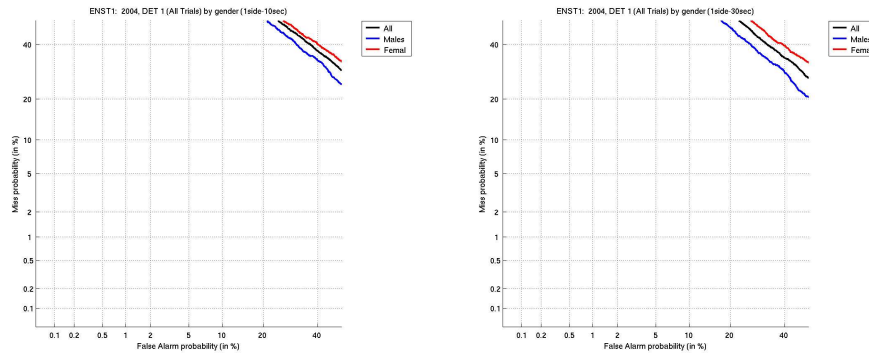 ENST1: 2004, DET 1 (All Trials) by gender (1side-10sec)
All
Males
Femal
40
20
10
5
2
1
0.5
0.2
0.1
Miss probability (in %)
0.1 0.2 0.5 1 2 5 10 20 40
False Alarm probability (in %)
ENST1: 2004, DET 1 (All Trials) by gender (1side-30sec)
All
Males
Femal
40
20
10
5
2
1
0.5
0.2
0.1
Miss probability (in %)
0.1 0.2 0.5 1 2 5 10 20 40
False Alarm probability (in %)